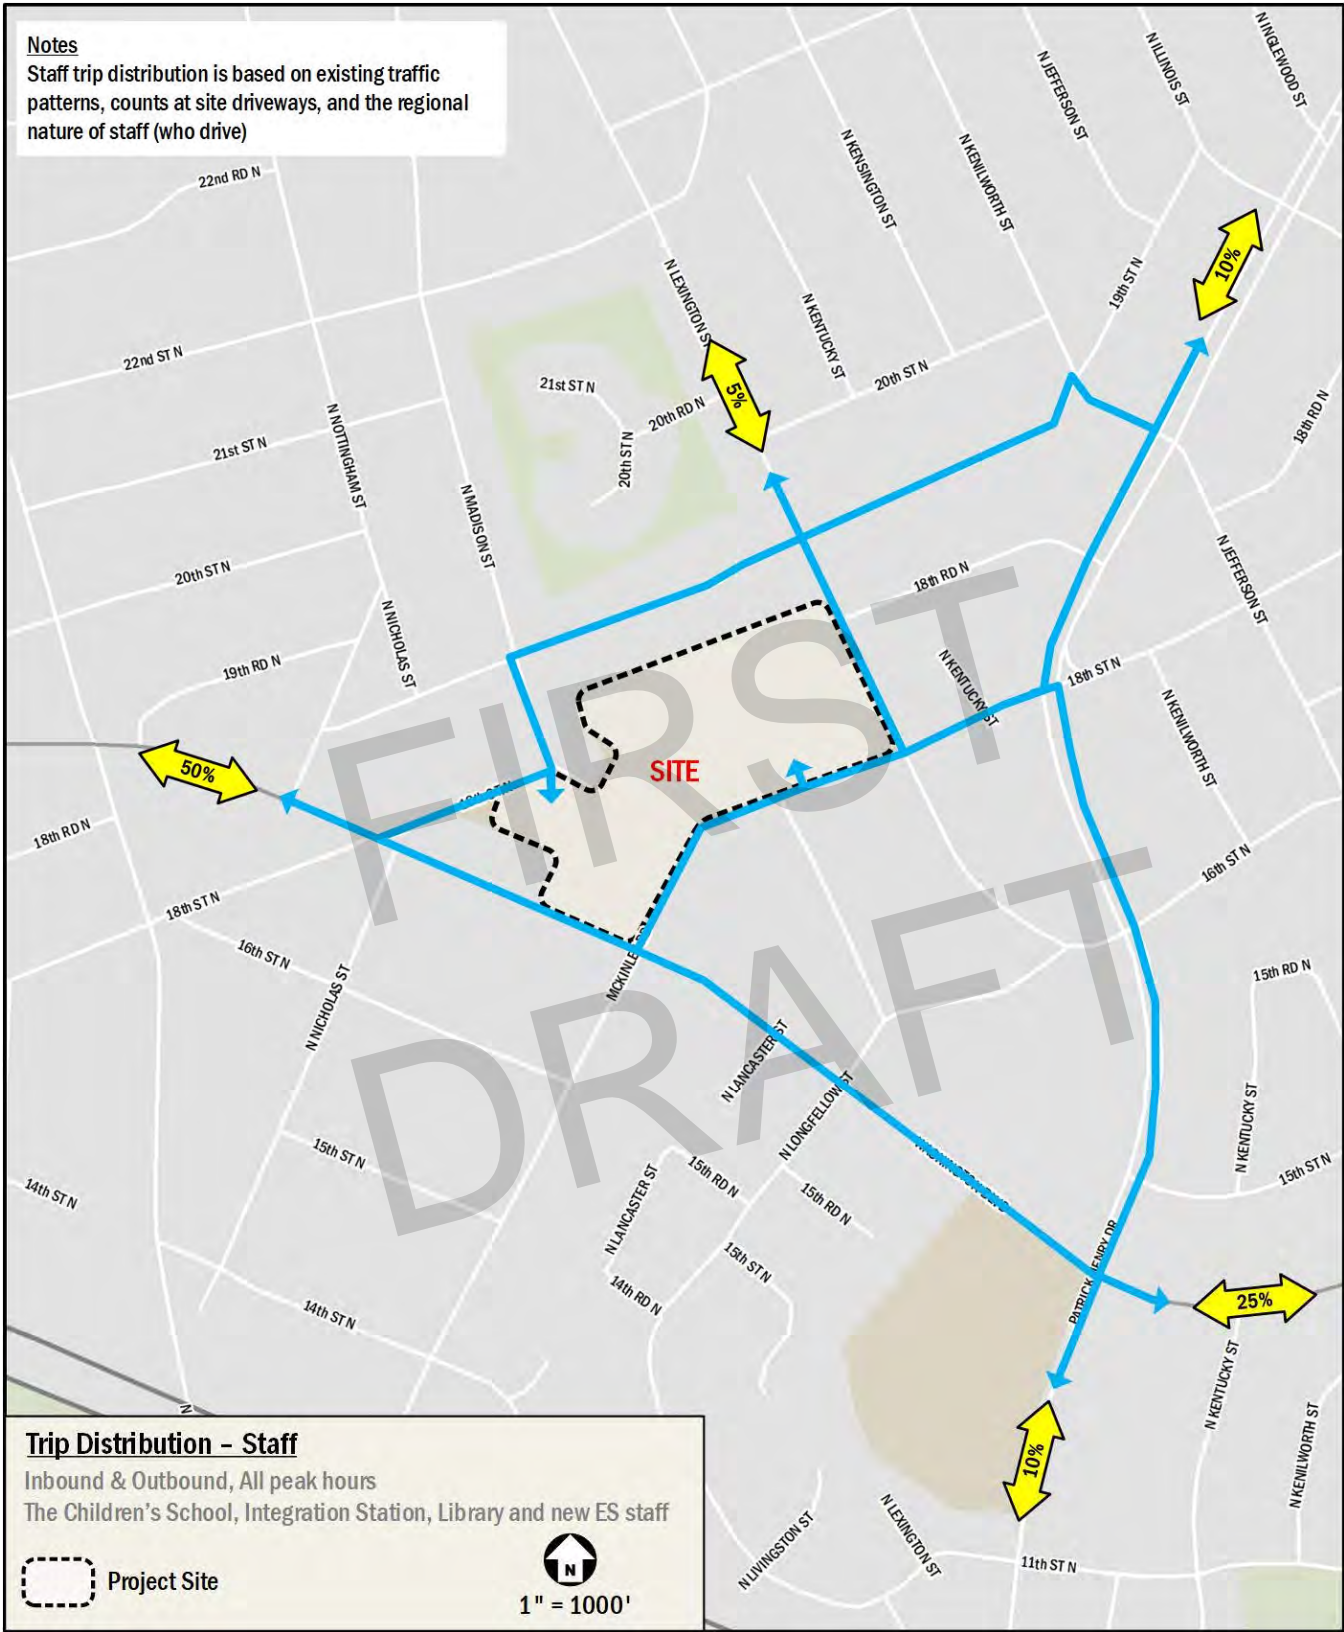 Notes
Staff trip distribution is based on existing traffic
patterns, counts at site driveways, and the regional
nature of staff (who drive)
N INGLEWOOD ST
N ILLINOIS ST
N JEFFERSON ST
N KENILWORTH ST
N KENSINGTON ST
22nd RD N
10%
19th ST N
N LEXINGTON ST
N KENTUCKY ST
22nd ST N
21st ST N
20th RD N
5%
20th ST N
18th RD N
N NOTTINGHAM ST
21st ST N
20th ST N
N MADISON ST
20th ST N
18th RD N
N JEFFERSON ST
N NICHOLAS ST
19th RD N
N KENTUCKY ST
18th ST N
N KENILWORTH ST
FIRST
SITE
50%
18th RD N
18th ST N
16th ST N
16th ST N
DRAFT
15th RD N
N NICHOLAS ST
N LANCASTER ST
N LONGFELLOW ST
N KENTUCKY ST
15th ST N
15th ST N
14th ST N
15th RD N
15th RD N
N LANCASTER ST
15th ST N
14th RD N
14th ST N
25%
N KENTUCKY ST
N KENILWORTH ST
N
10%
N LIVINGSTON ST
N LEXINGTON ST
11th ST N
Trip Distribution – Staff
Inbound & Outbound, All peak hours
The Children's School, Integration Station, Library and new ES staff
Project Site
N
1" = 1000'